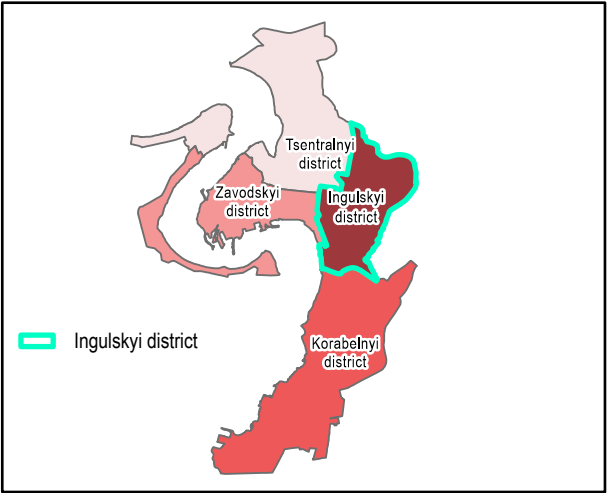 Tsentralnyi
district
Zavodskyi
district
Ingulskyi
district
Ingulskyi district
Korabelnyi
district